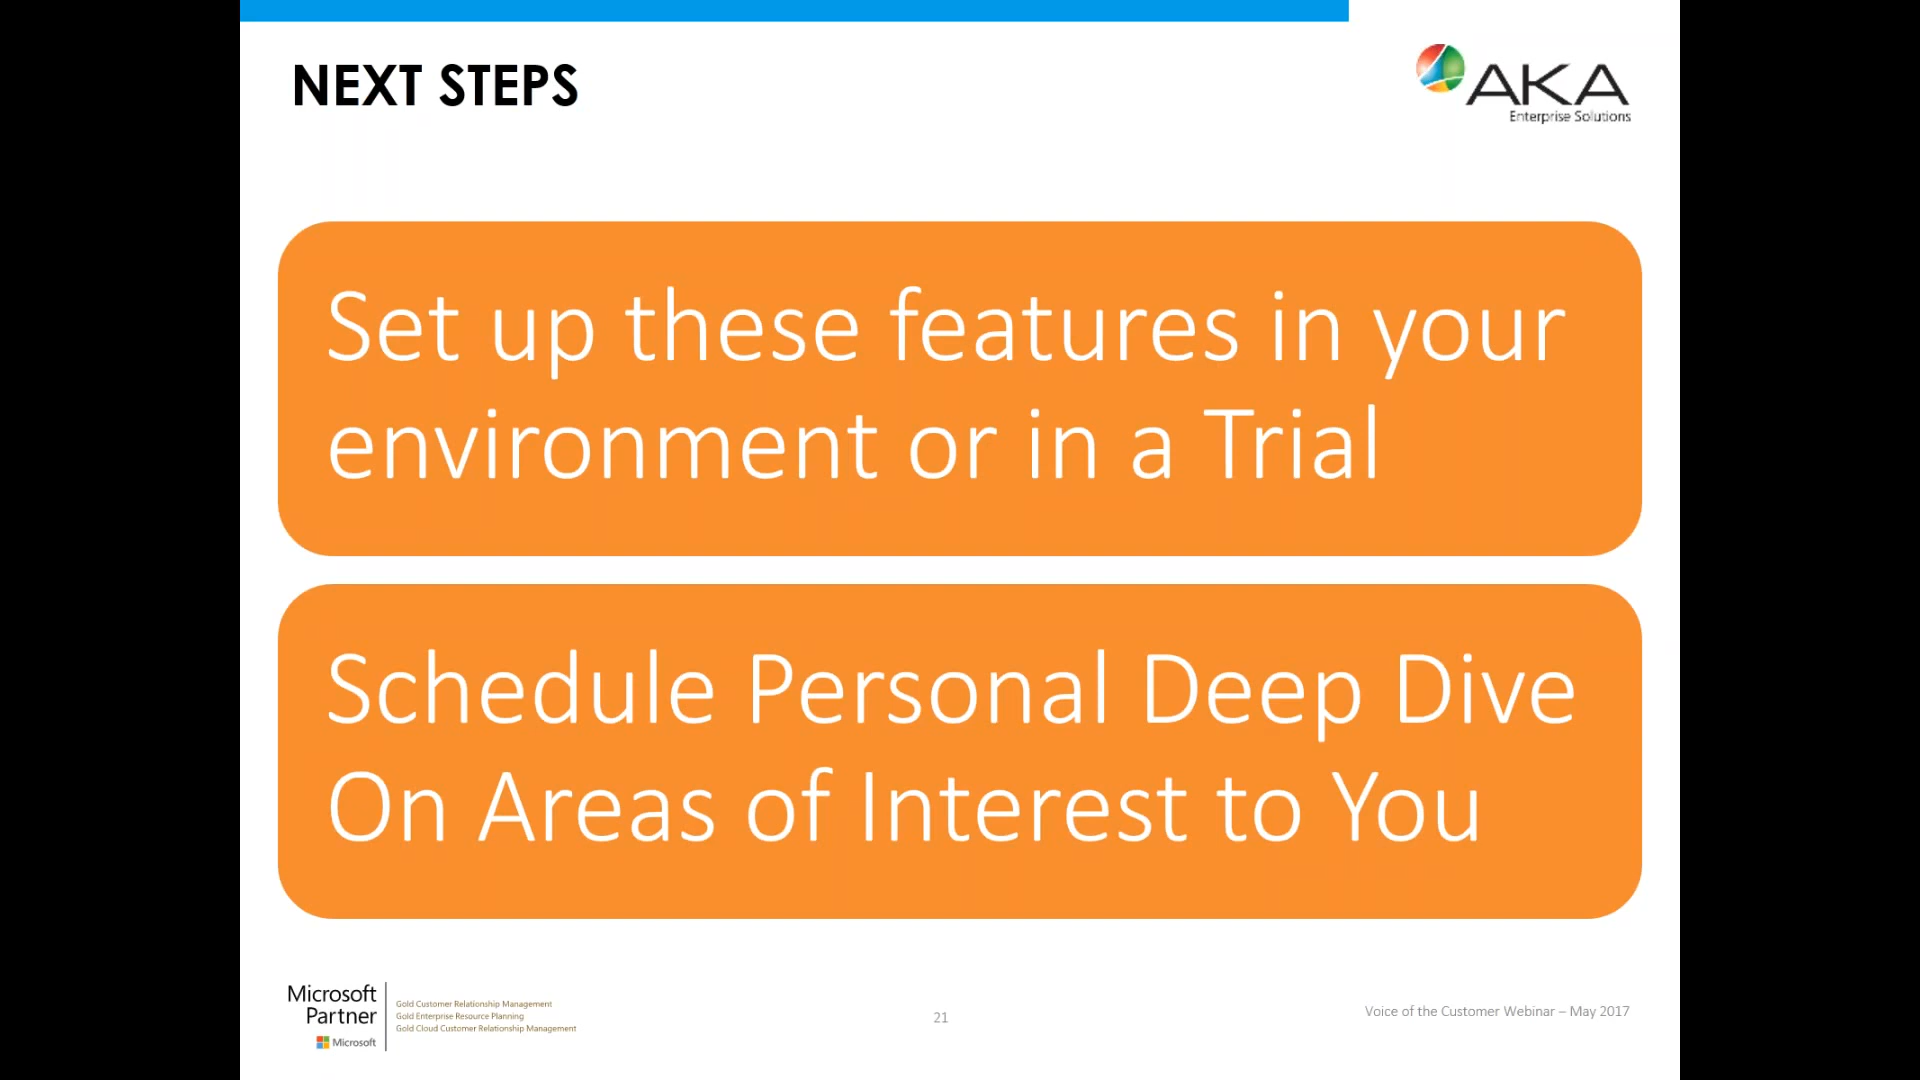 NEXT STEPS
AKA
Enterprise Solutions
Set up these features in your
environment or in a Trial
Schedule Personal Deep Dive
On Areas of Interest to You
Microsoft
Partner
Microsoft
Gold Customer Relationship Management
Gold Enterprise Resource Planning
Gold Cloud Customer Relationship Management
21
Voice of the Customer Webinar – May 2017